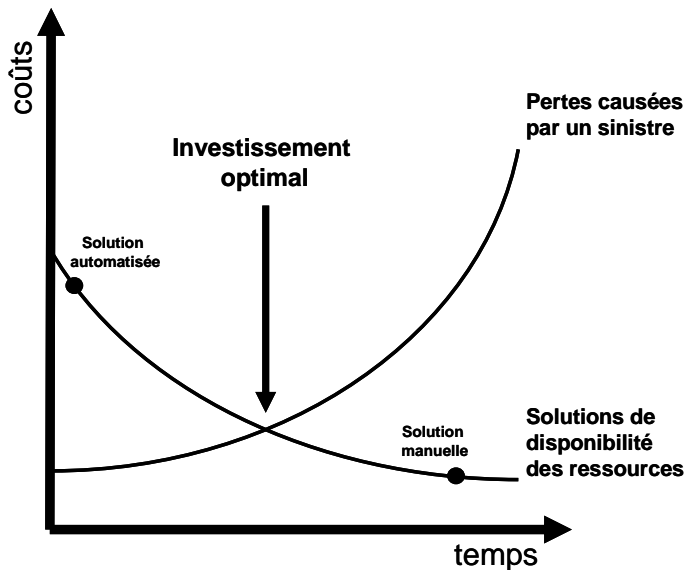 coûts
Pertes causées
par un sinistre
Investissement
optimal
Solution
automatisée
Solution
manuelle
Solutions de
disponibilité
des ressources
temps